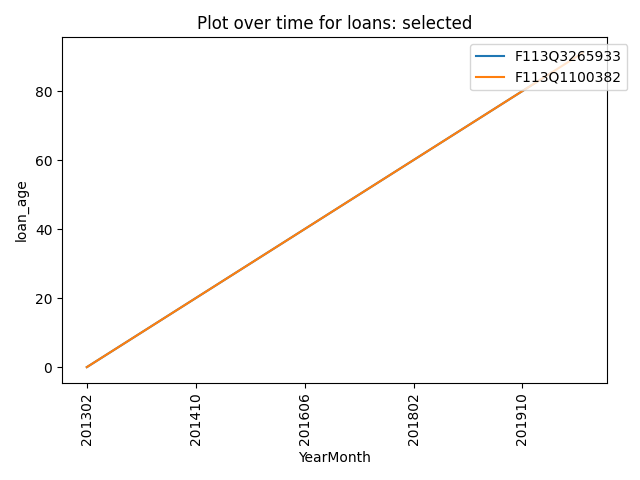 Plot over time for loans: selected
F113Q3265933
F113Q1100382
80
60
40
20
0
loan_age
201302
201410
201606
201802
201910
YearMonth